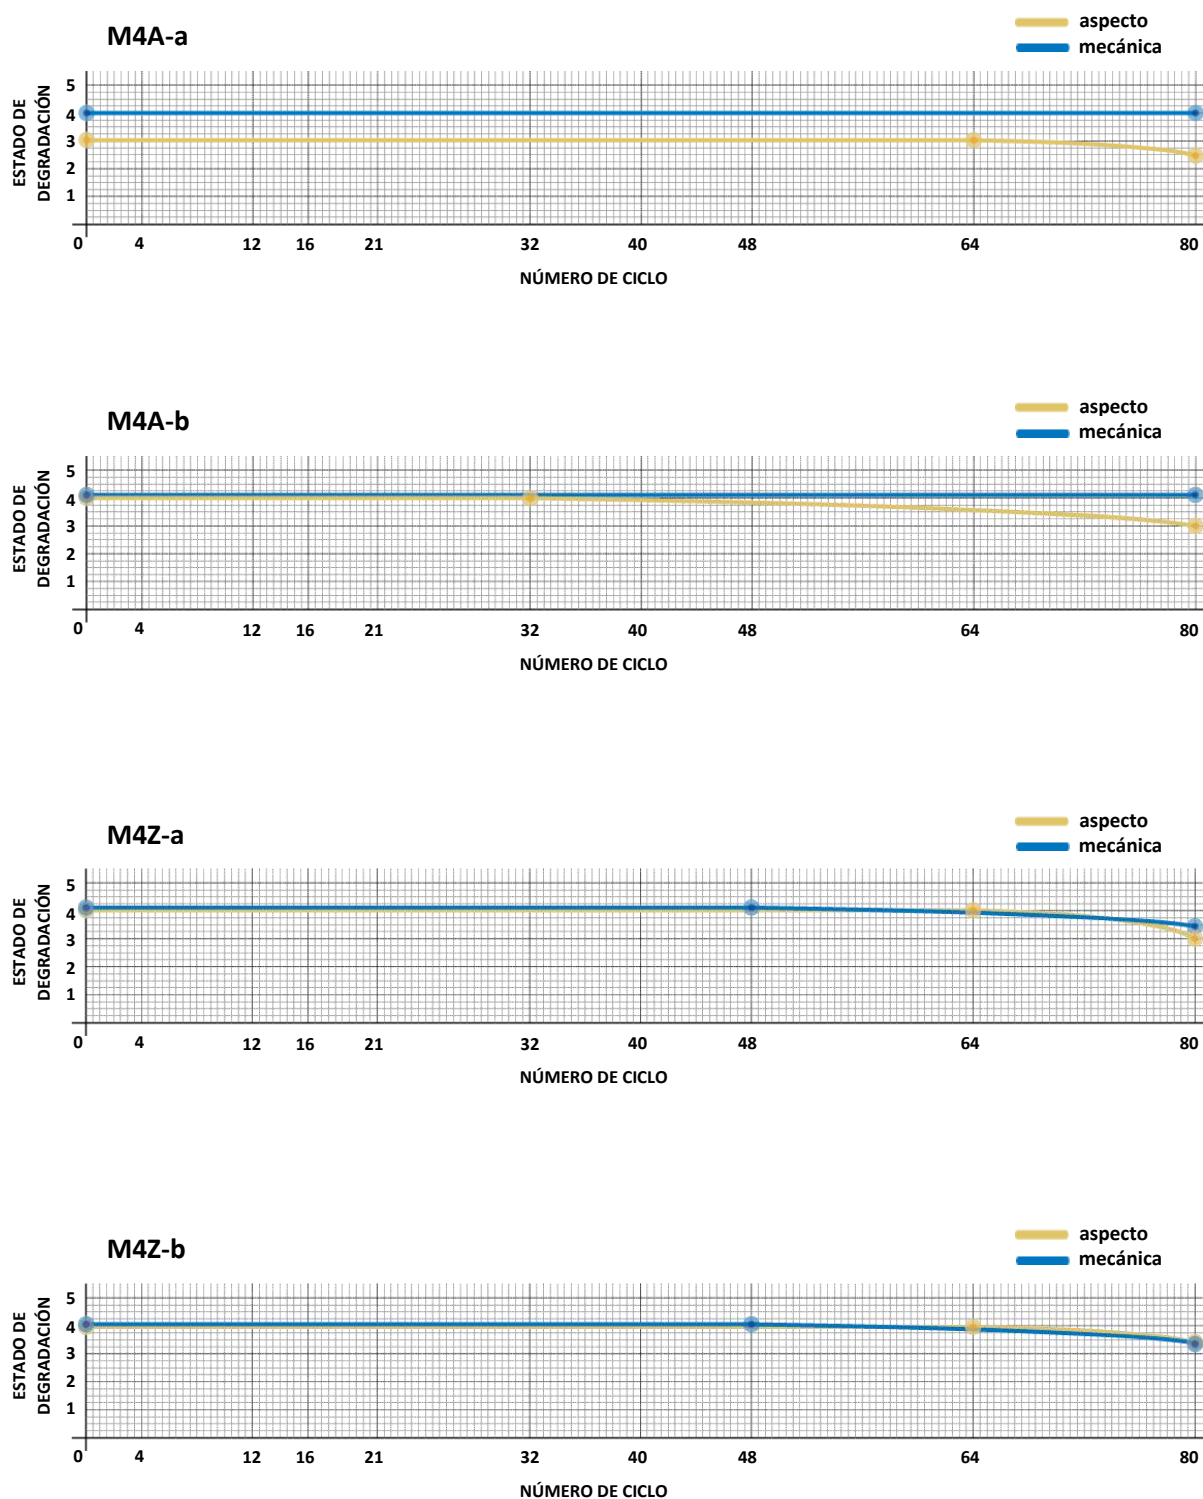 M4A-a
aspecto
mecánica
ESTADO DE
DEGRADACIÓN
5
4
3
2
1
0 4 12 16 21 32 40 48 64 80
NÚMERO DE CICLO
M4A-b
aspecto
mecánica
ESTADO DE
DEGRADACIÓN
5
4
3
2
1
0 4 12 16 21 32 40 48 64 80
NÚMERO DE CICLO
M4Z-a
aspecto
mecánica
ESTADO DE
DEGRADACIÓN
5
4
3
2
1
0 4 12 16 21 32 40 48 64 80
NÚMERO DE CICLO
M4Z-b
aspecto
mecánica
ESTADO DE
DEGRADACIÓN
5
4
3
2
1
0 4 12 16 21 32 40 48 64 80
NÚMERO DE CICLO